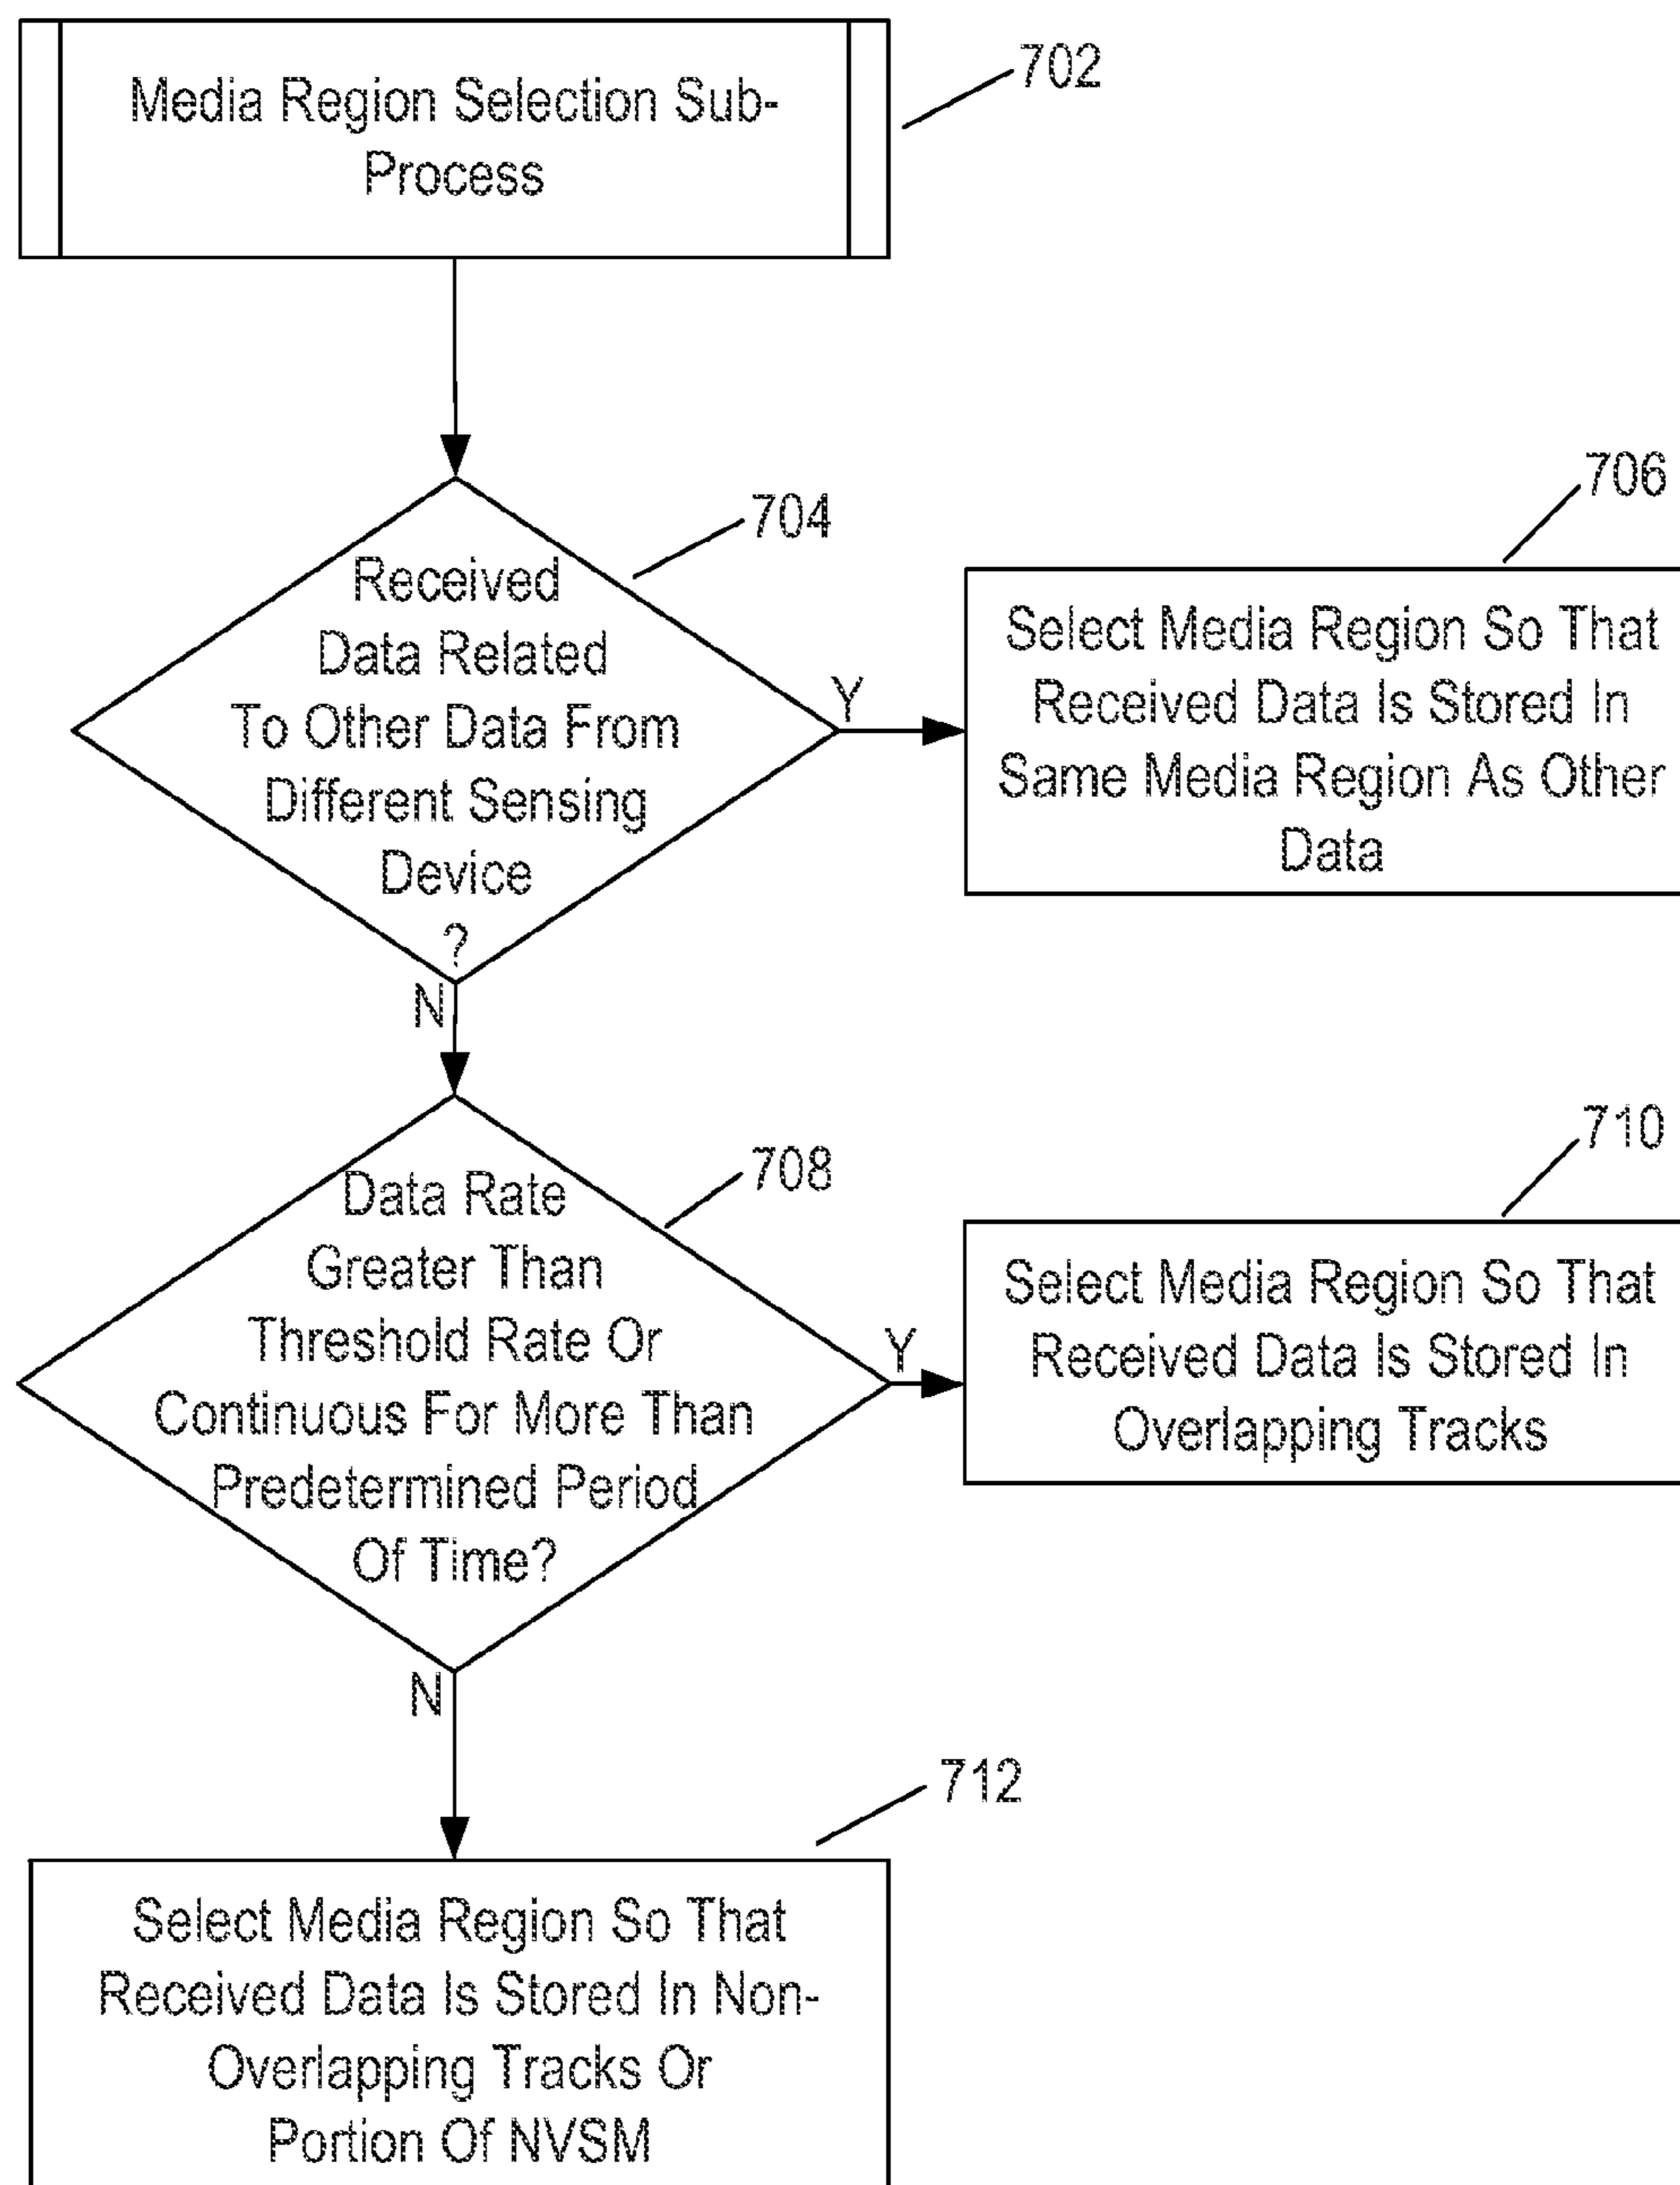 Media Region Selection Sub-
Process
702
704
Received
Data Related
To Other Data From
Different Sensing
Device
?
Y
N
706
Select Media Region So That
Received Data Is Stored In
Same Media Region As Other
Data
708
Data Rate
Greater Than
Threshold Rate Or
Continuous For More Than
Predetermined Period
Of Time?
Y
N
710
Select Media Region So That
Received Data Is Stored In
Overlapping Tracks
712
Select Media Region So That
Received Data Is Stored In Non-
Overlapping Tracks Or
Portion Of NVSM